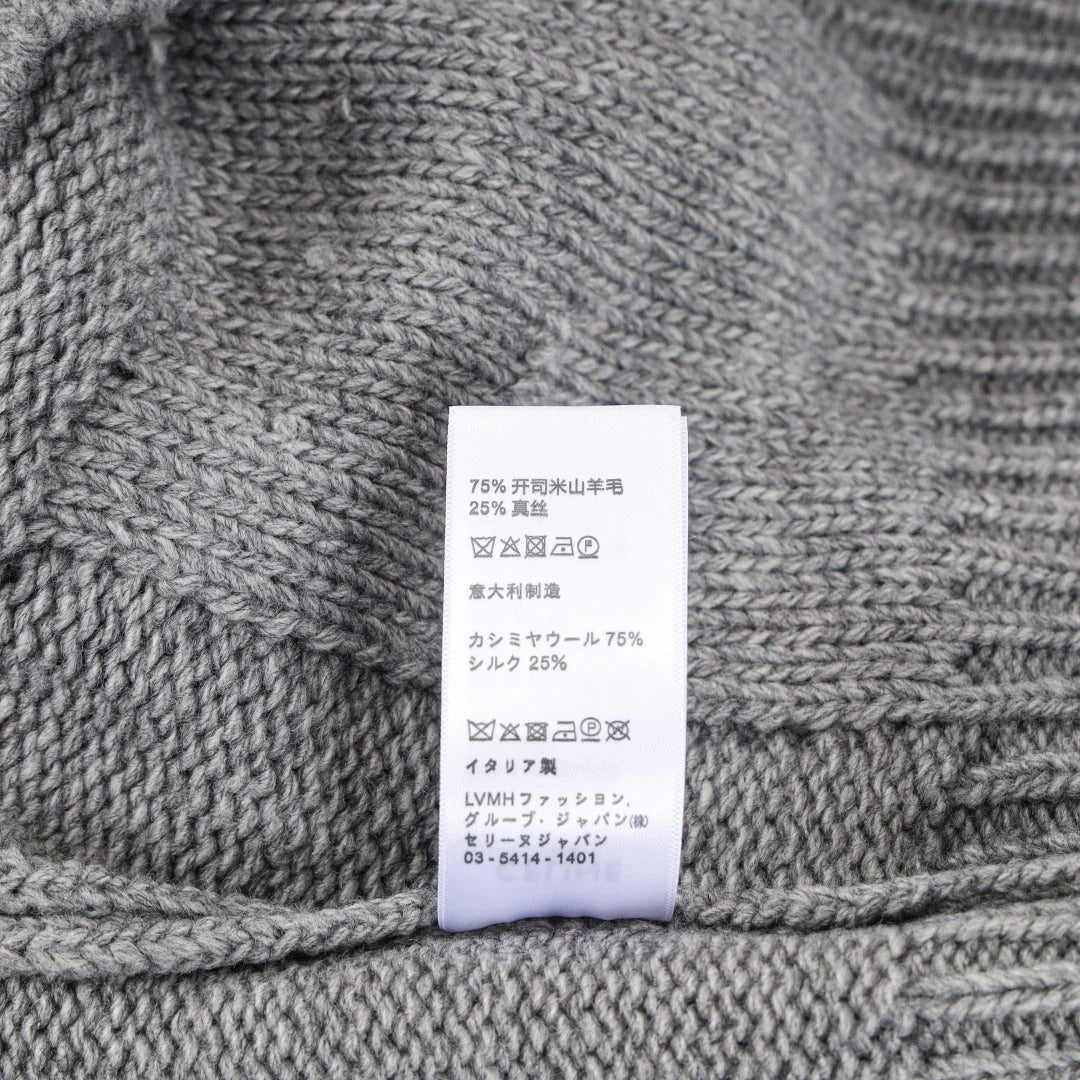 75% 开司米山羊毛
25% 真丝
意大利制造
カシミヤウール 75%
シルク 25%
P
イタリア製
LVMHファッション.
グループ・ジャパン㈱
セリーヌジャパン
03-5414-1401